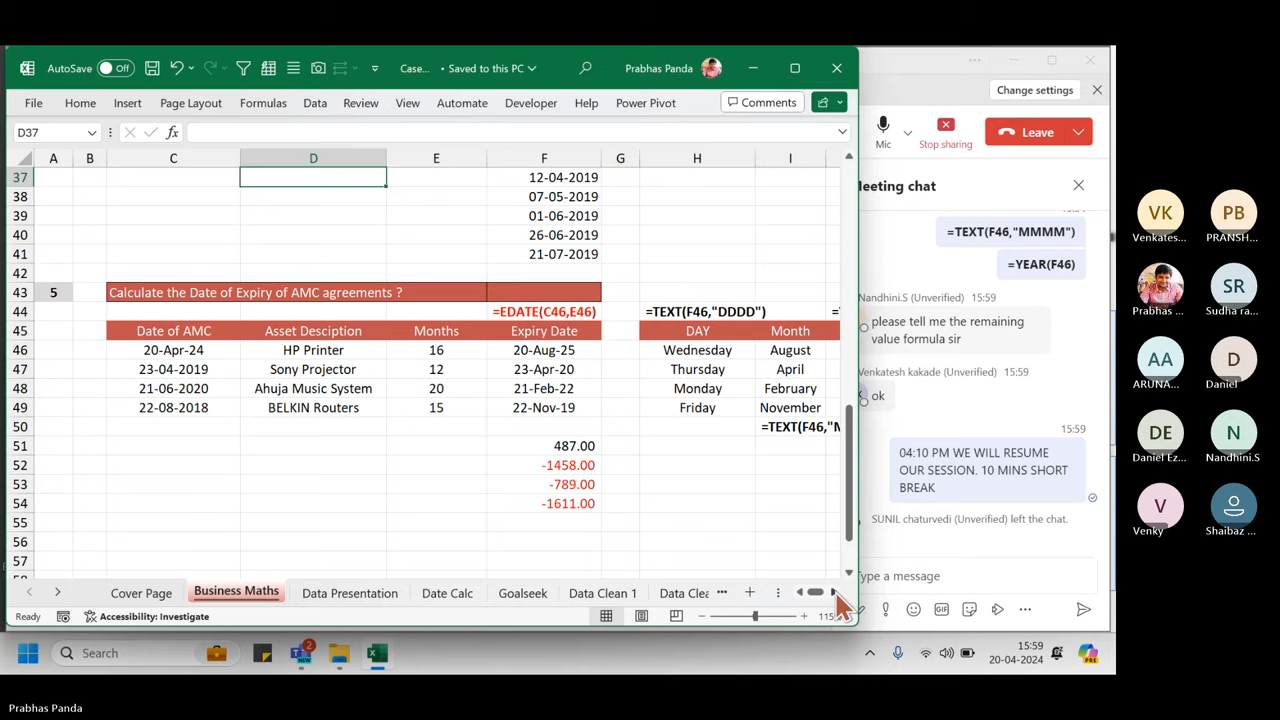 AutoSave Off Case... • Saved to this PC Prabhas Panda
File Home Insert Page Layout Formulas Data Review View Automate Developer Help Power Pivot Comments
D37 fx
A B C D E F G H I
37 12-04-2019
38 07-05-2019
39 01-06-2019
40 26-06-2019
41 21-07-2019
42
43 5 Calculate the Date of Expiry of AMC agreements ?
44 =EDATE(C46,E46) =TEXT(F46,"DDDD")
45 Date of AMC Asset Desciption Months Expiry Date DAY Month
46 20-Apr-24 HP Printer 16 20-Aug-25 Wednesday August
47 23-04-2019 Sony Projector 12 23-Apr-20 Thursday April
48 21-06-2020 Ahuja Music System 20 21-Feb-22 Monday February
49 22-08-2018 BELKIN Routers 15 22-Nov-19 Friday November
50 =TEXT(F46,"M
51 487.00
52 -1458.00
53 -789.00
54 -1611.00
55
56
57
Cover Page Business Maths Data Presentation Date Calc Goalseek Data Clean 1 Data Clea ...
Ready Accessibility: Investigate 115
Change settings
Mic Stop sharing Leave
Meeting chat
=TEXT(F46,"MMMM")
=YEAR(F46)
Nandhini.S (Unverified) 15:59
please tell me the remaining
value formula sir
Venkatesh kakade (Unverified) 15:59
ok
15:59
04:10 PM WE WILL RESUME
OUR SESSION. 10 MINS SHORT
BREAK
SUNIL chaturvedi (Unverified) left the chat.
Type a message
GIF
Search
2
NEW
PRE
15:59
20-04-2024
VK PB
Venkates... PRANSH...
SR
Prabhas ... Sudha ra...
AA D
ARUNA... Daniel
DE N
Daniel Ez... Nandhini.S
V
Venky Shaibaz ...
Prabhas Panda